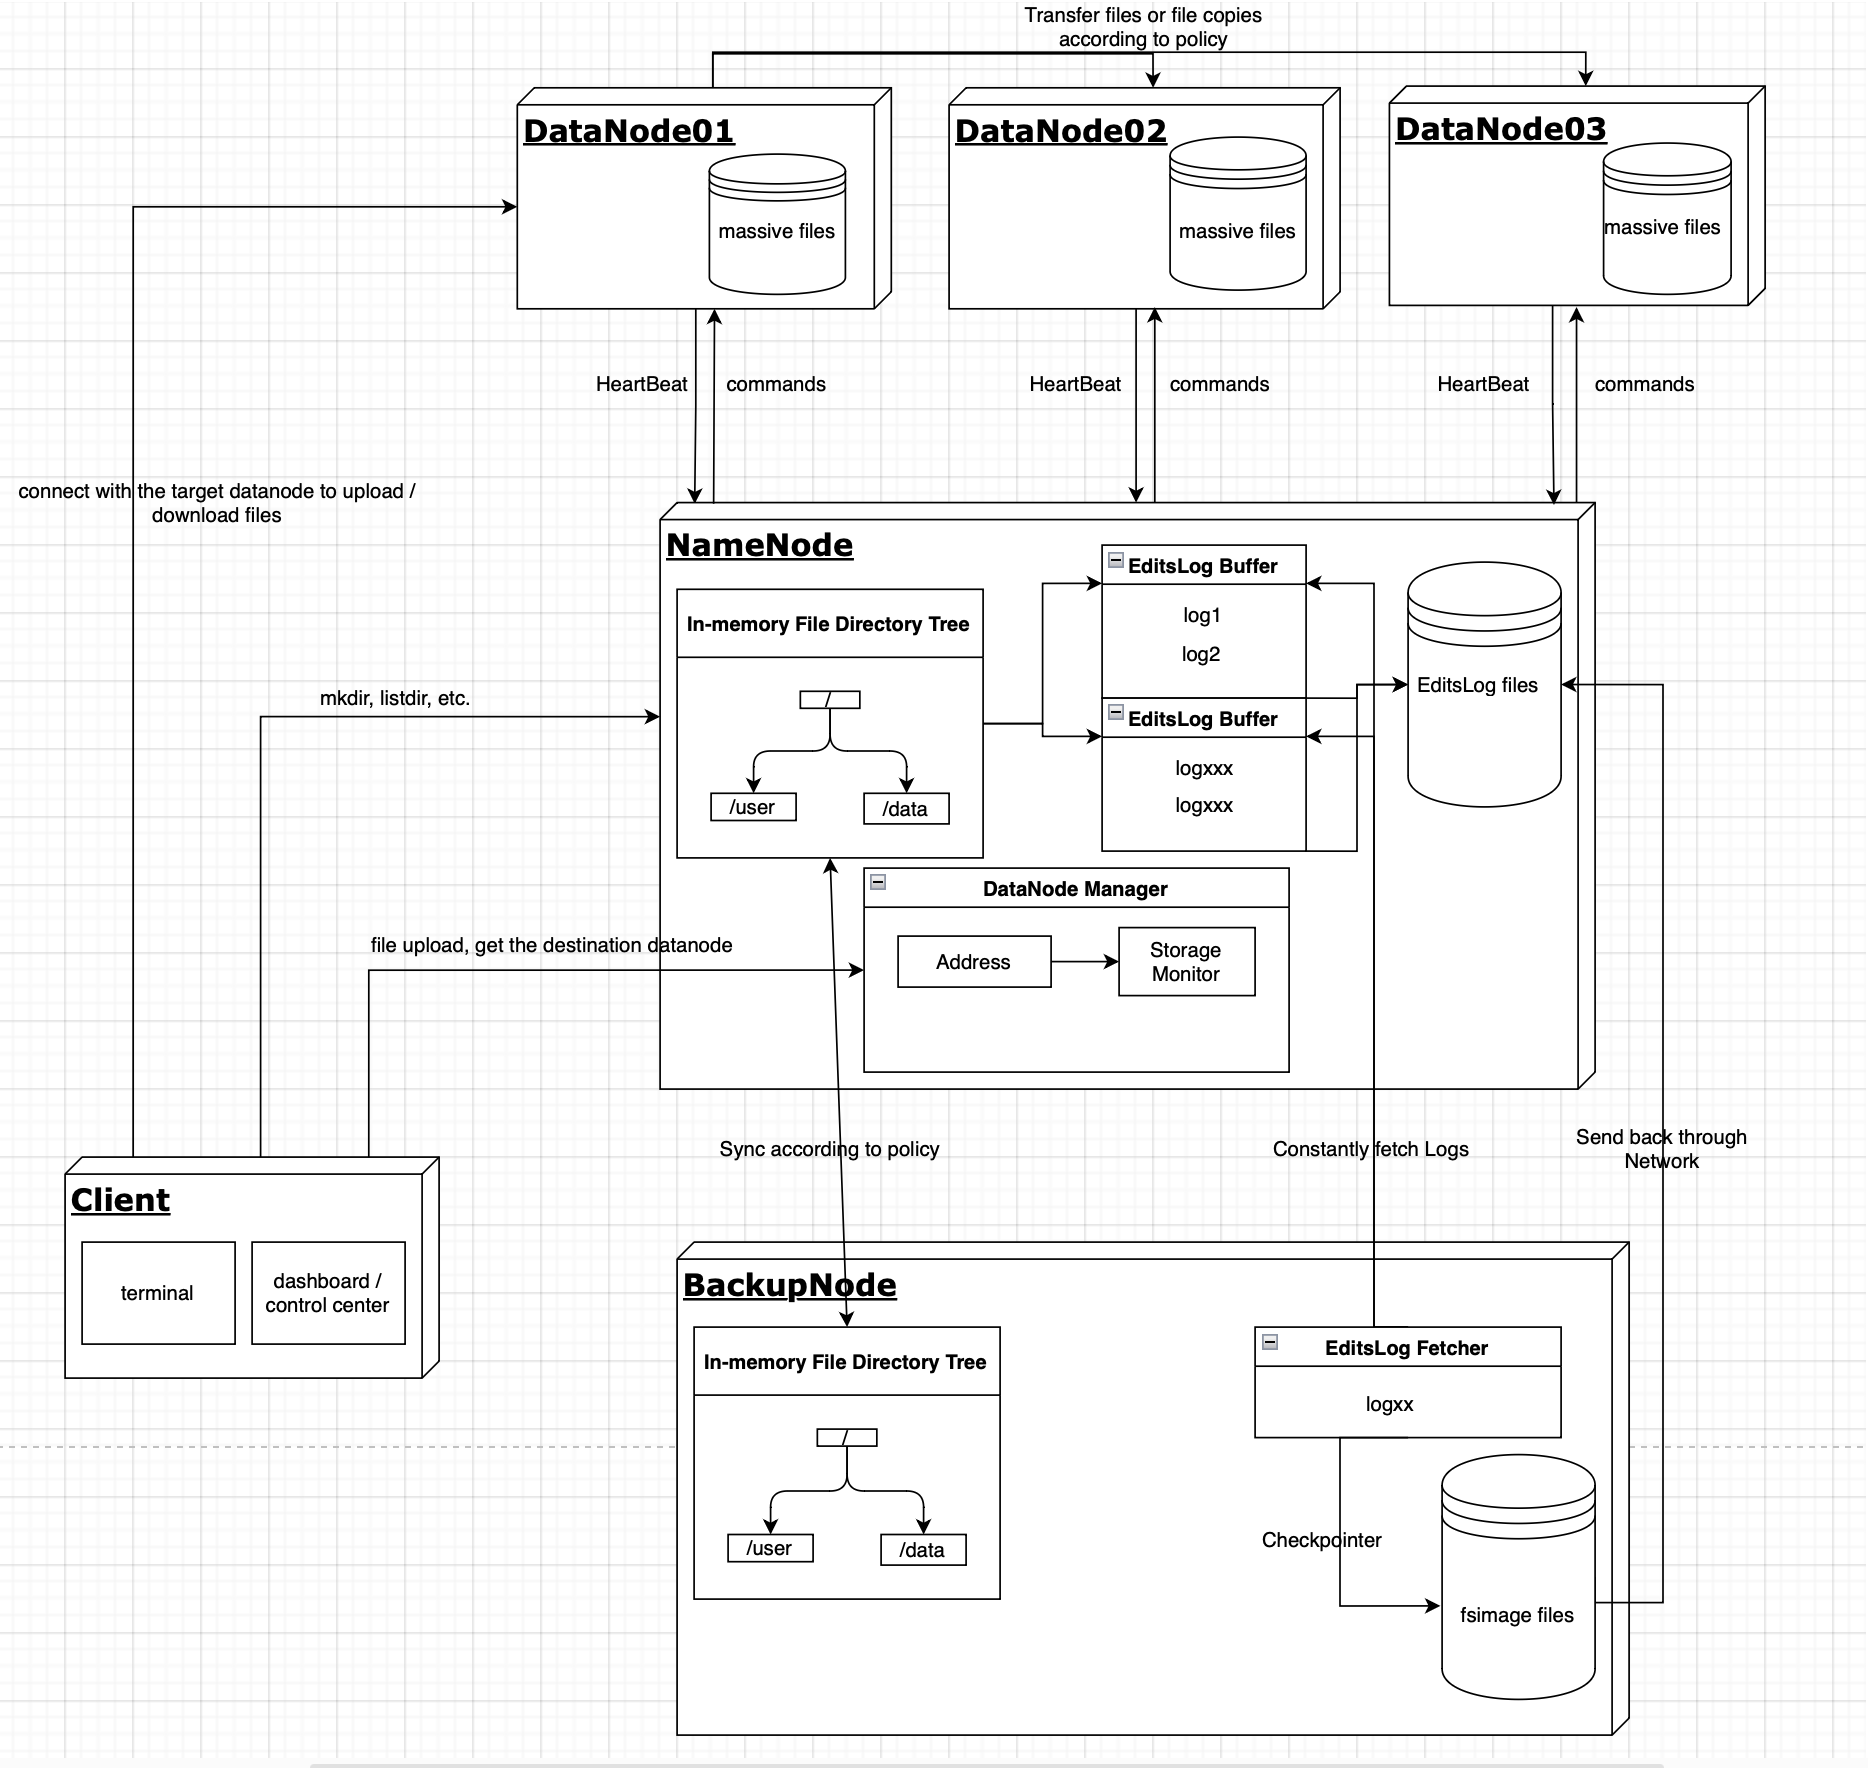 Transfer files or file copies
according to policy
DataNode01
massive files
DataNode02
massive files
DataNode03
massive files
HeartBeat
commands
HeartBeat
commands
HeartBeat
commands
connect with the target datanode to upload /
download files
NameNode
In-memory File Directory Tree
/
/user
/data
EditsLog Buffer
log1
log2
EditsLog Buffer
logxxx
logxxx
EditsLog files
mkdir, listdir, etc.
DataNode Manager
Address
Storage
Monitor
file upload, get the destination datanode
Sync according to policy
Constantly fetch Logs
Send back through
Network
Client
terminal
dashboard /
control center
BackupNode
In-memory File Directory Tree
/
/user
/data
EditsLog Fetcher
logxx
Checkpointer
fsimage files